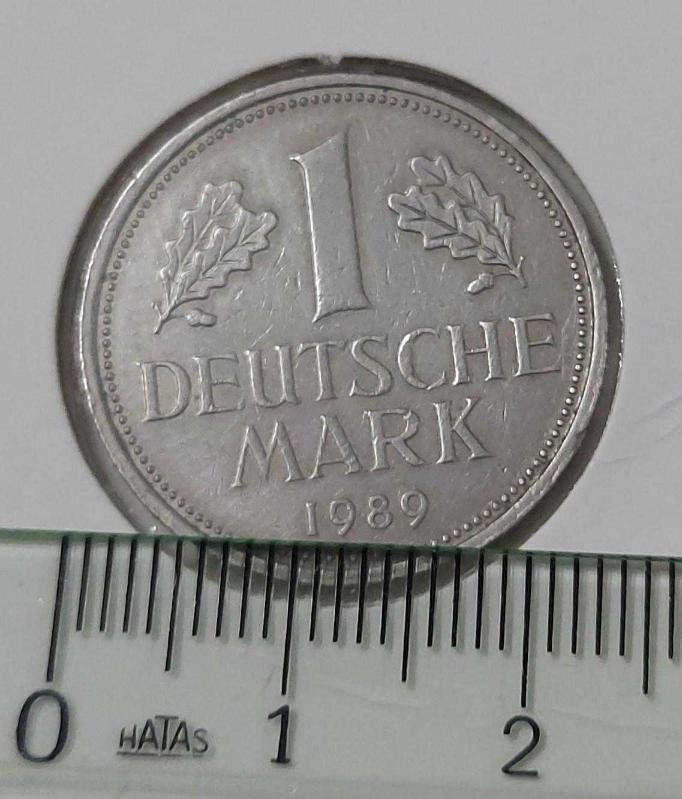 1
DEUTSCHE
MARK
1989
0 HATAS 1 2